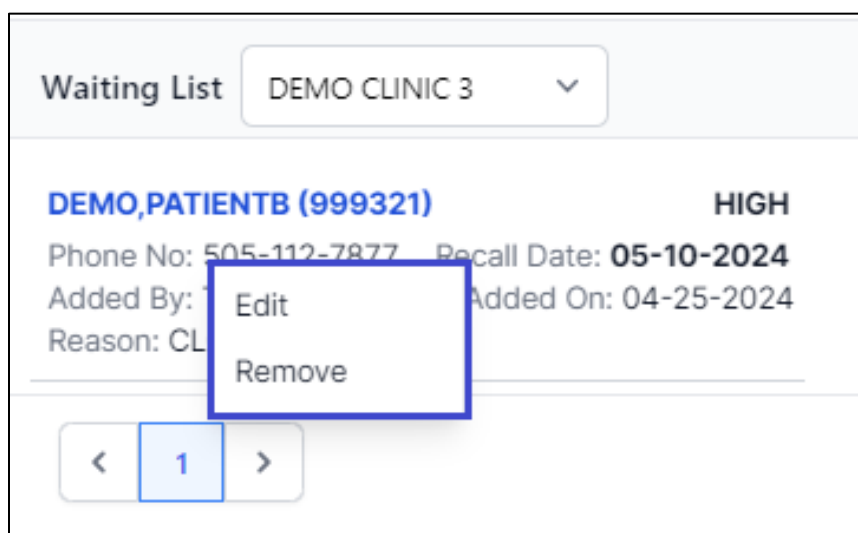 Waiting List DEMO CLINIC 3
DEMO,PATIENTB (999321) HIGH
Phone No: 505-112-7877 Recall Date: 05-10-2024
Added By: Added On: 04-25-2024
Reason: CL
Edit
Remove
1